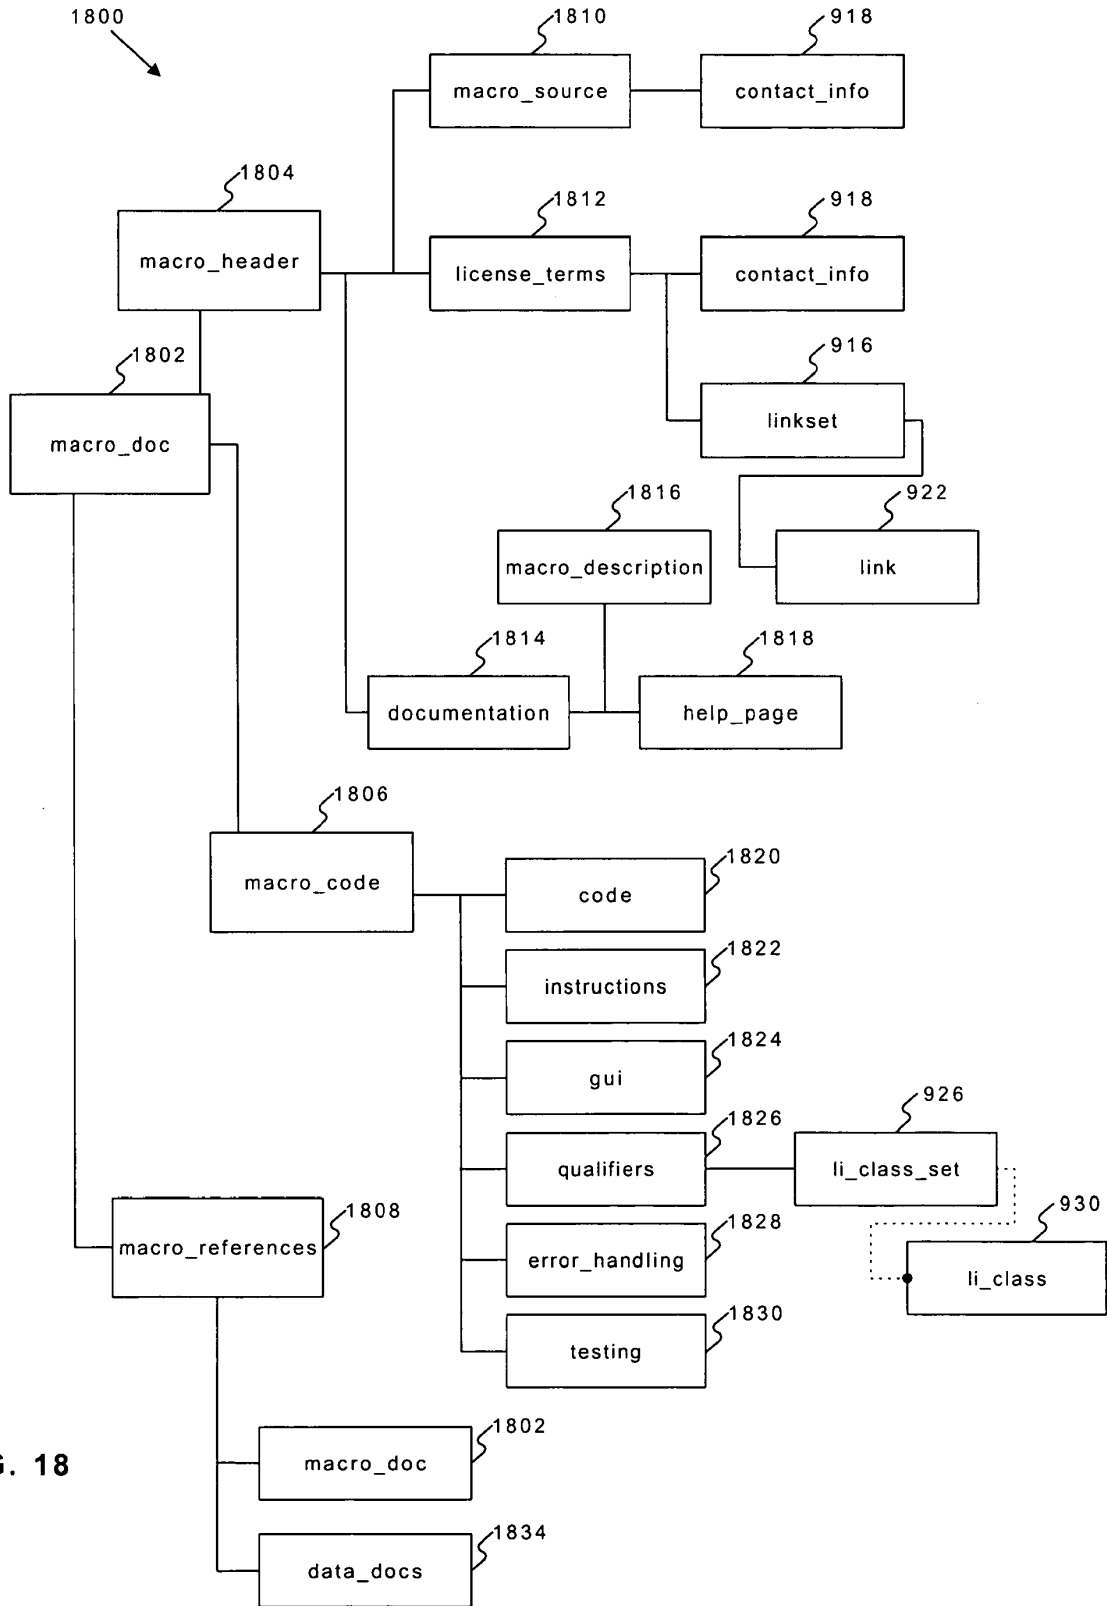 1800
1810
918
macro_source
contact_info
1804
1812
918
macro_header
license_terms
contact_info
1802
916
macro_doc
linkset
1816
922
macro_description
link
1814
1818
documentation
help_page
1806
macro_code
1820
code
1822
instructions
1824
gui
1826
926
qualifiers
li_class_set
1808
1828
930
macro_references
error_handling
li_class
1830
testing
1802
macro_doc
G. 18
1834
data_docs